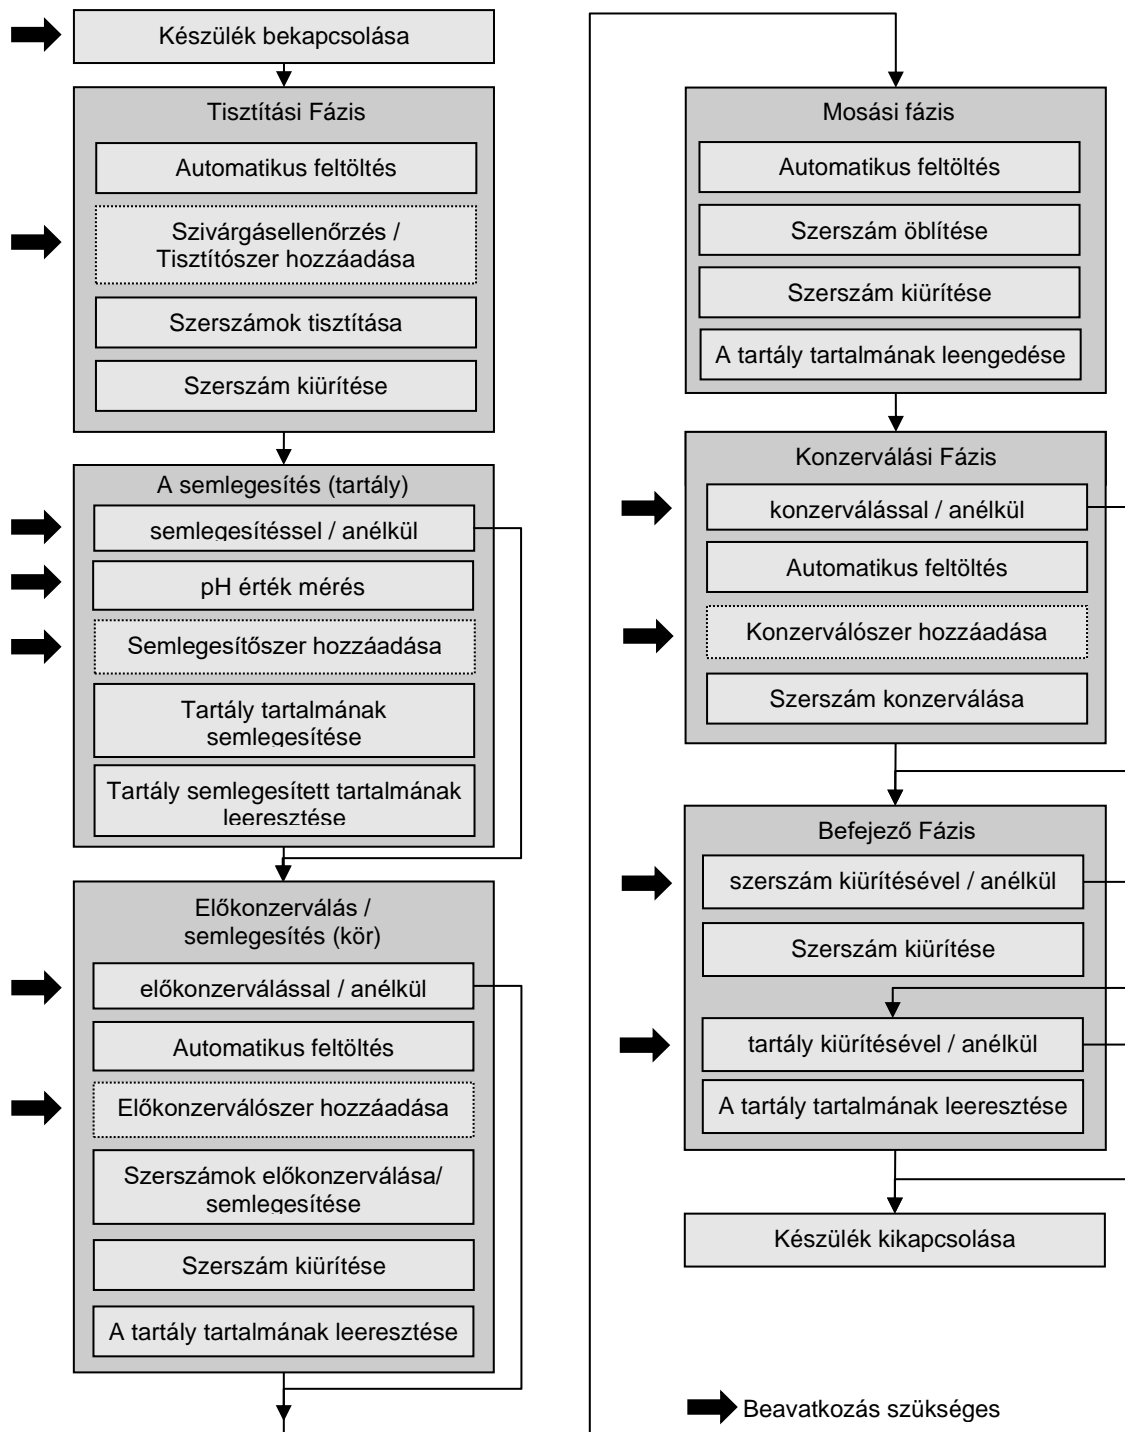 Készülék bekapcsolása
Tisztítási Fázis
Automatikus feltöltés
Szivárgásellenőrzés /
Tisztítószer hozzáadása
Szerszámok tisztítása
Szerszám kiürítése
A semlegesítés (tartály)
semlegesítéssel / anélkül
pH érték mérés
Semlegesítőszer hozzáadása
Tartály tartalmának
semlegesítése
Tartály semlegesített tartalmának
leeresztése
Előkonzerválás /
semlegesítés (kör)
előkonzerválással / anélkül
Automatikus feltöltés
Előkonzerválószer hozzáadása
Szerszámok előkonzerválása/
semlegesítése
Szerszám kiürítése
A tartály tartalmának leeresztése
Mosási fázis
Automatikus feltöltés
Szerszám öblítése
Szerszám kiürítése
A tartály tartalmának leengedése
Konzerválási Fázis
konzerválással / anélkül
Automatikus feltöltés
Konzerválószer hozzáadása
Szerszám konzerválása
Befejező Fázis
szerszám kiürítésével / anélkül
Szerszám kiürítése
tartály kiürítésével / anélkül
A tartály tartalmának leeresztése
Készülék kikapcsolása
Beavatkozás szükséges